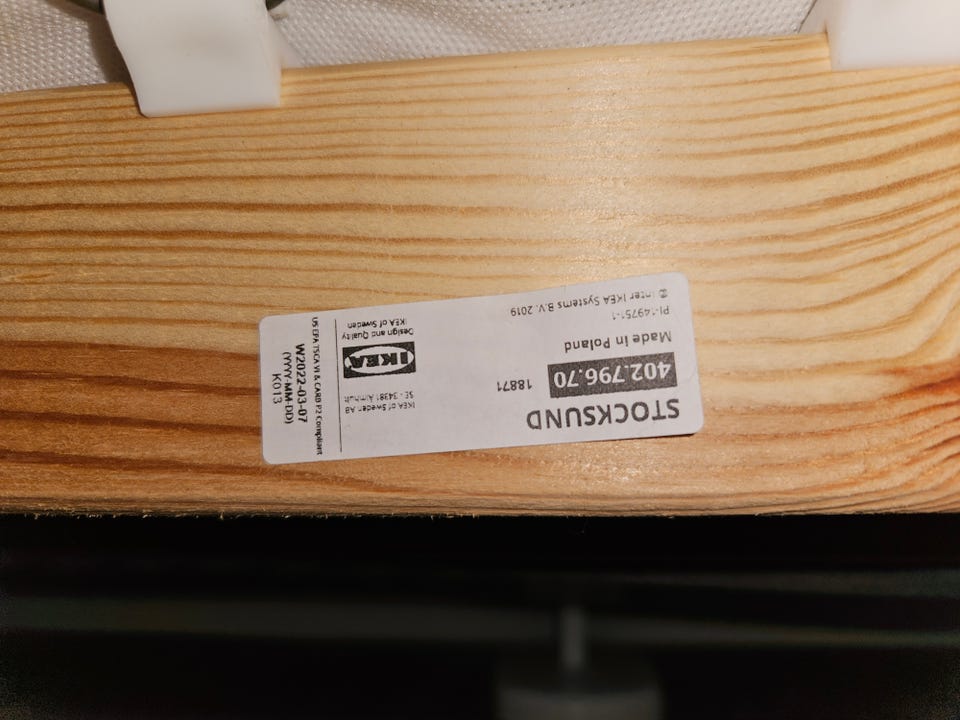 STOCKSUND
402.796.70 18871
Made in Poland
PI-149751-1
© Inter IKEA Systems B.V. 2019
IKEA of Sweden AB
SE - 34381 Älmhult
IKEA
Design and Quality
IKEA of Sweden
US EPA TSCA VI & CARB P2 Compliant
W2022-03-07
(YYYY-MM-DD)
K013